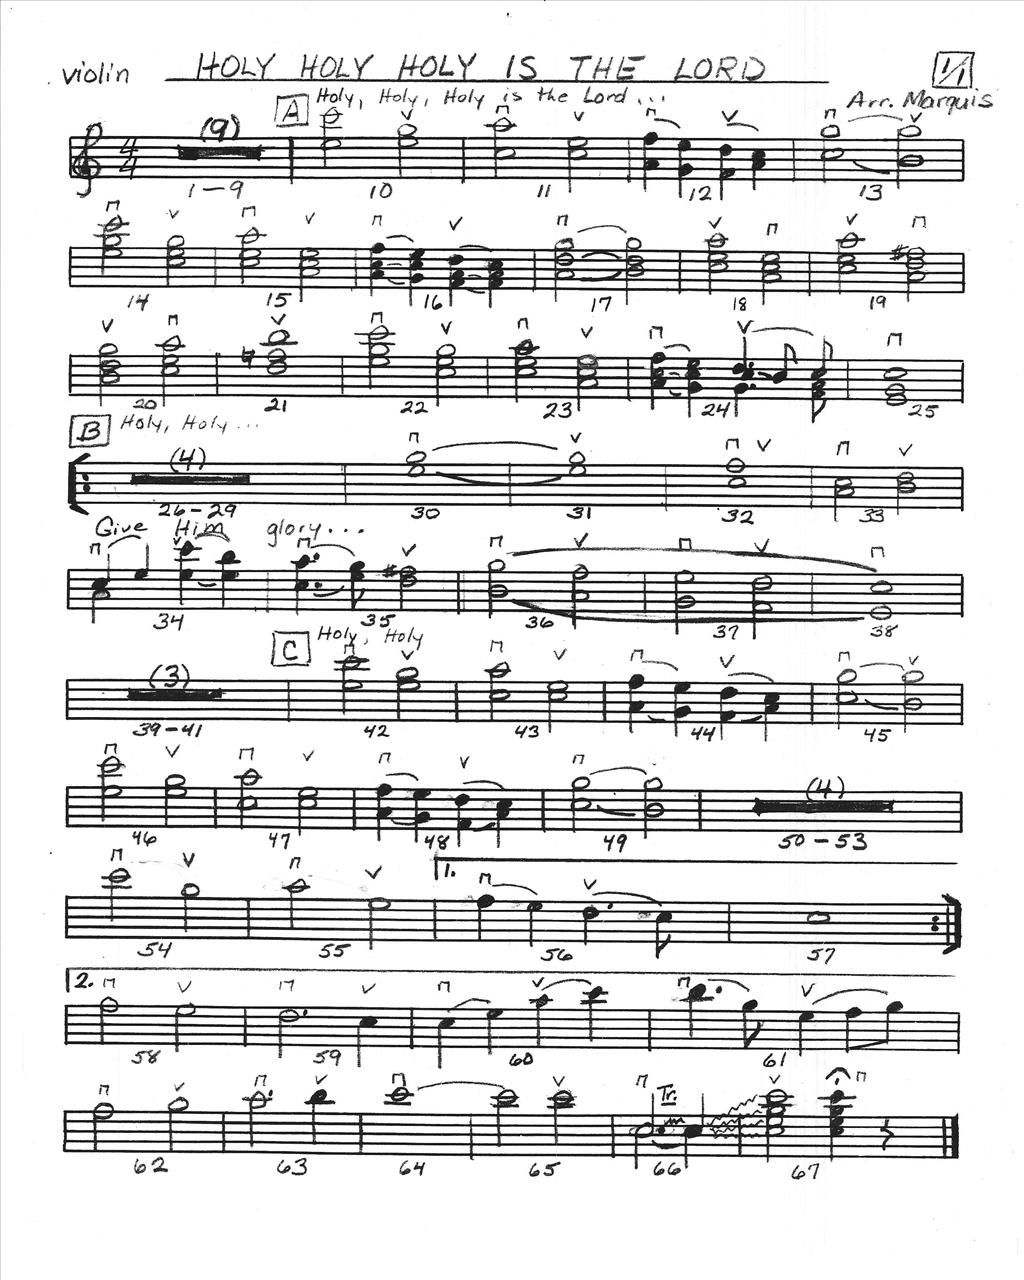 violin HOLY HOLY HOLY IS THE LORD 1/1
A Holy, Holy, Holy is the Lord... Arr. Marquis
(9)
1-9 10 11 12 13
14 15 16 17 18 19
20 21 22 23 24 25
B Holy, Holy...
(4)
26-29 30 31 32 33
Give Him glory...
34 35 36 37 38
C Holy, Holy
(3)
39-41 42 43 44 45
(4)
46 47 48 49 50-53
1.
54 55 56 57
2.
58 59 60 61
Tr.
62 63 64 65 66 67